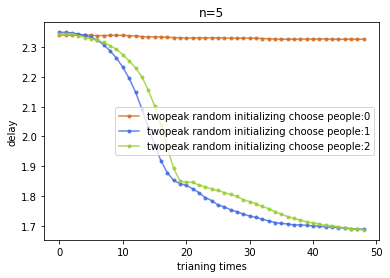 n=5
delay
2.3
2.2
2.1
2.0
1.9
1.8
1.7
twopeak random initializing choose people:0
twopeak random initializing choose people:1
twopeak random initializing choose people:2
0 10 20 30 40 50
trianing times